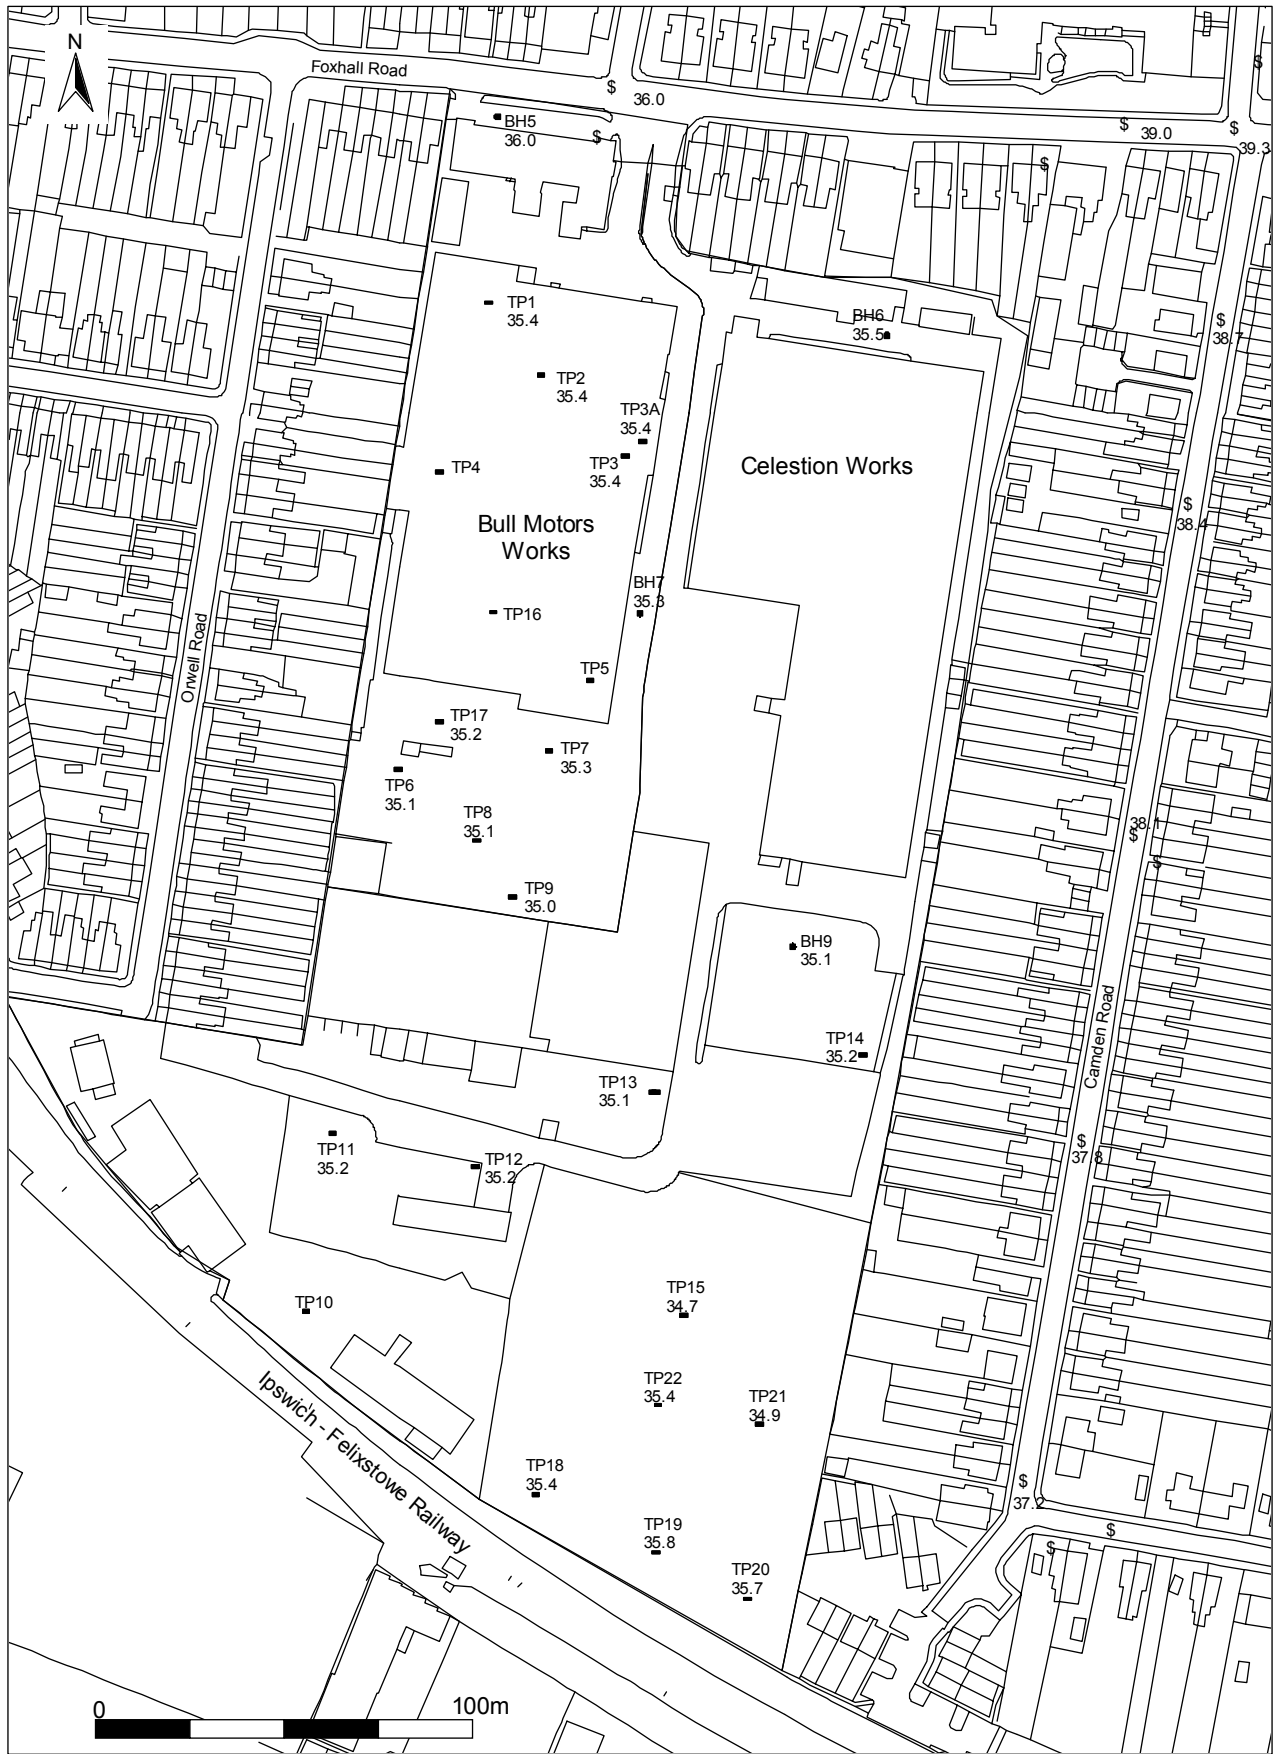 N
Foxhall Road
$
36.0
BH5
36.0
$
$
39.0
$
39.3
$
$
TP1
35.4
BH6
35.5
$
38.7
TP2
35.4
TP3A
35.4
TP3
35.4
TP4
Celestion Works
Bull Motors
Works
$
38.4
BH7
35.3
TP16
Orwell Road
TP5
TP17
35.2
TP7
35.3
TP6
35.1
TP8
35.1
38.1
$
$
TP9
35.0
BH9
35.1
Camden Road
TP14
35.2
TP13
35.1
TP11
35.2
TP12
35.2
$
37.8
TP10
TP15
34.7
Ipswich - Felixstowe Railway
TP22
35.4
TP21
34.9
TP18
35.4
$
37.2
TP19
35.8
$
$
TP20
35.7
0
100m